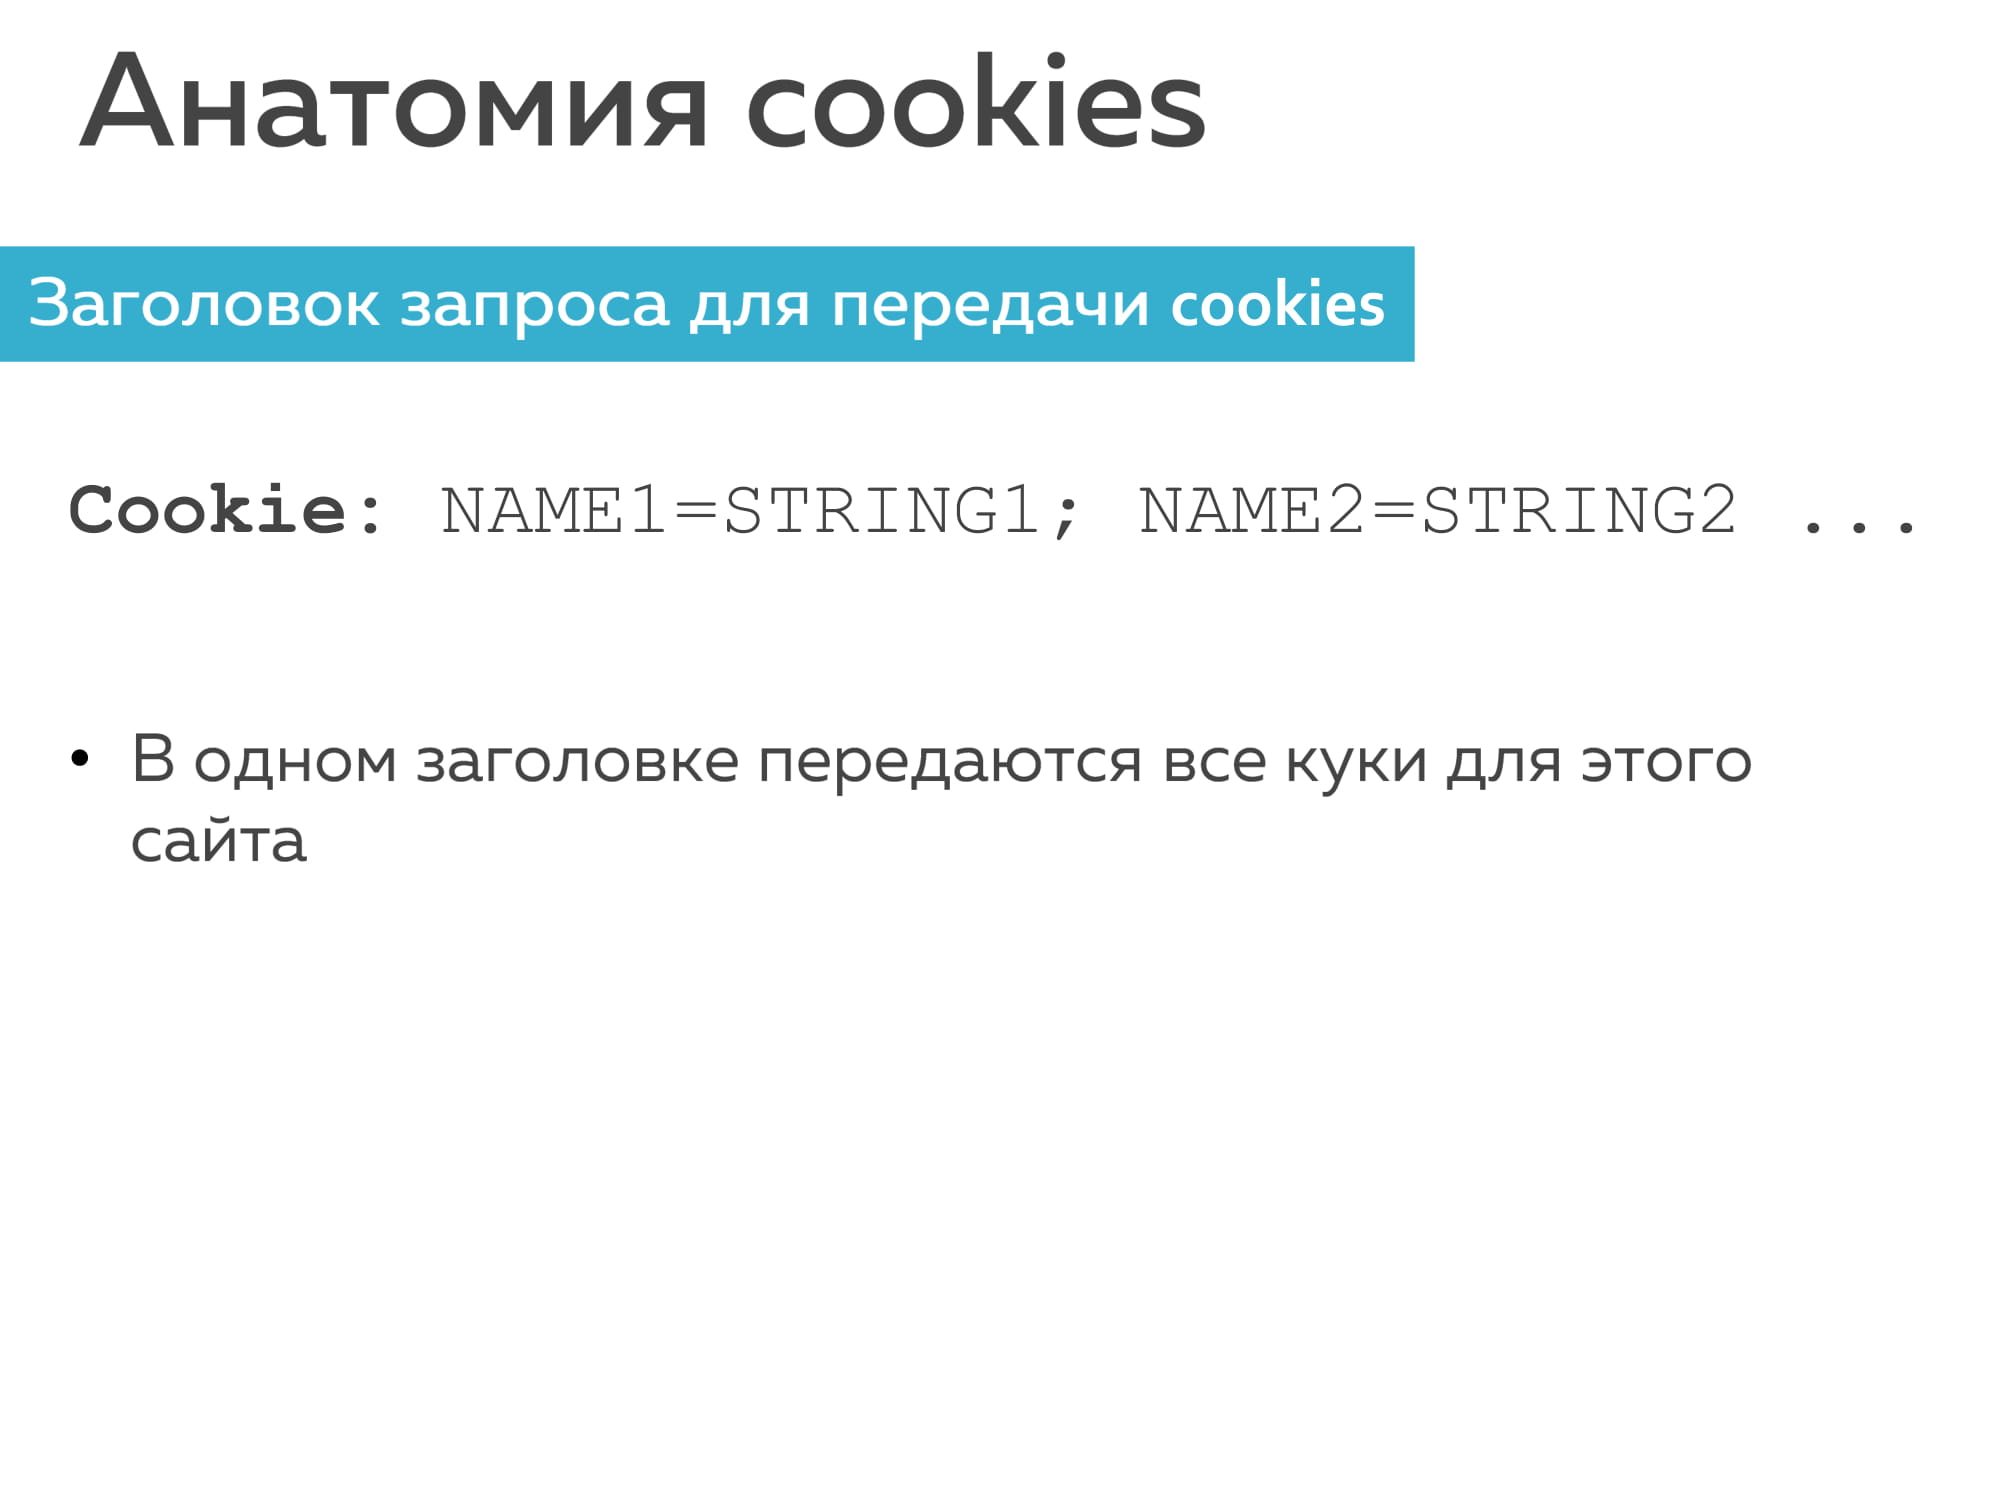 Анатомия cookies
Заголовок запроса для передачи cookies
Cookie: NAME1=STRING1; NAME2=STRING2 ...
• В одном заголовке передаются все куки для этого
сайта